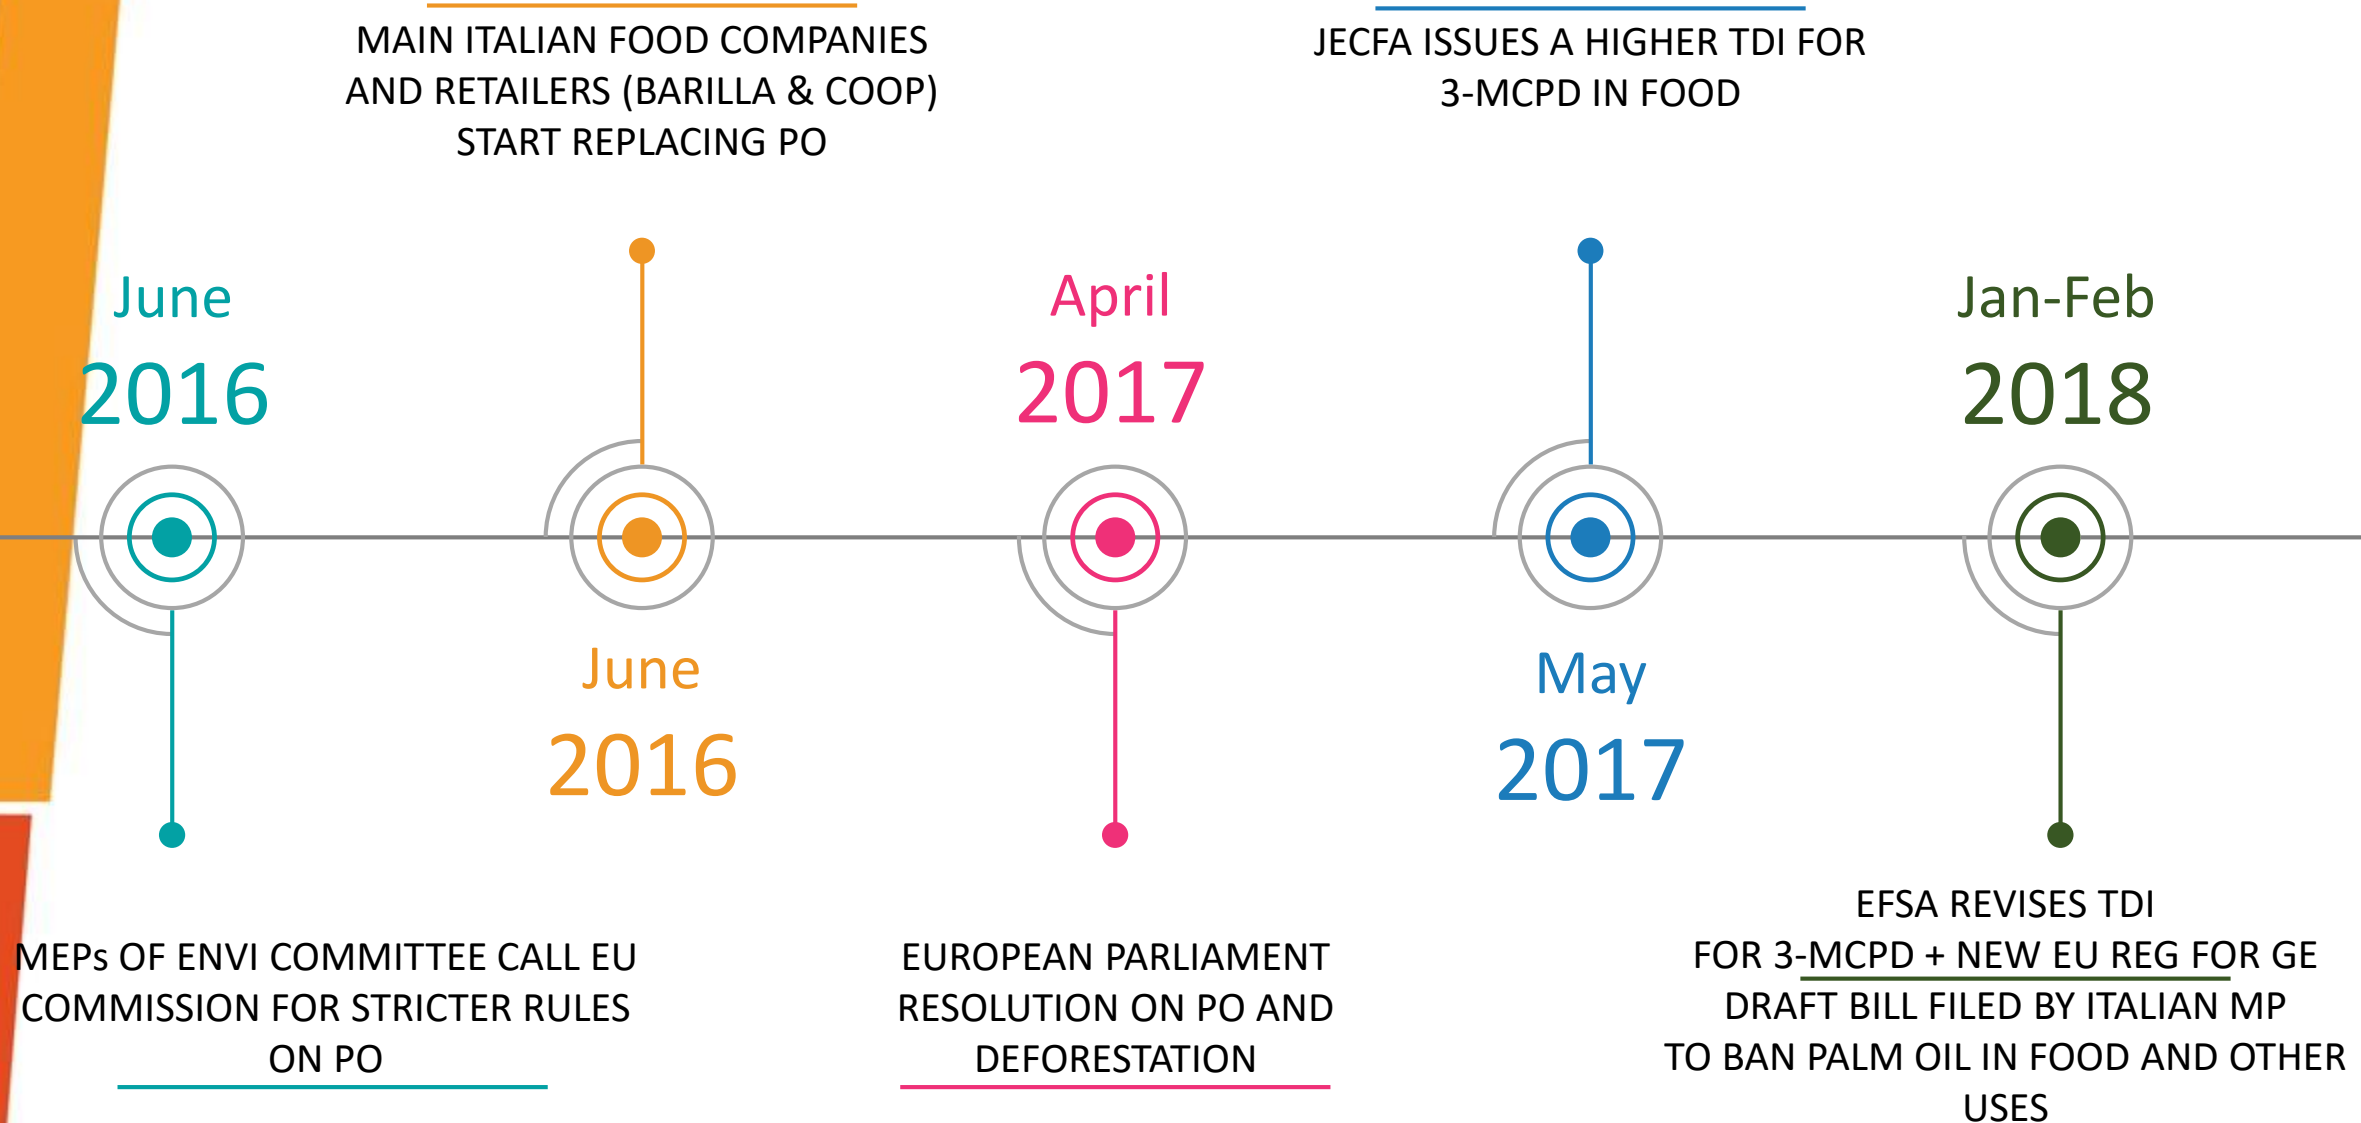 MAIN ITALIAN FOOD COMPANIES
AND RETAILERS (BARILLA & COOP)
START REPLACING PO
JECFA ISSUES A HIGHER TDI FOR
3-MCPD IN FOOD
June
2016
April
2017
Jan-Feb
2018
June
2016
May
2017
MEPs OF ENVI COMMITTEE CALL EU
COMMISSION FOR STRICTER RULES
ON PO
EUROPEAN PARLIAMENT
RESOLUTION ON PO AND
DEFORESTATION
EFSA REVISES TDI
FOR 3-MCPD + NEW EU REG FOR GE
DRAFT BILL FILED BY ITALIAN MP
TO BAN PALM OIL IN FOOD AND OTHER
USES